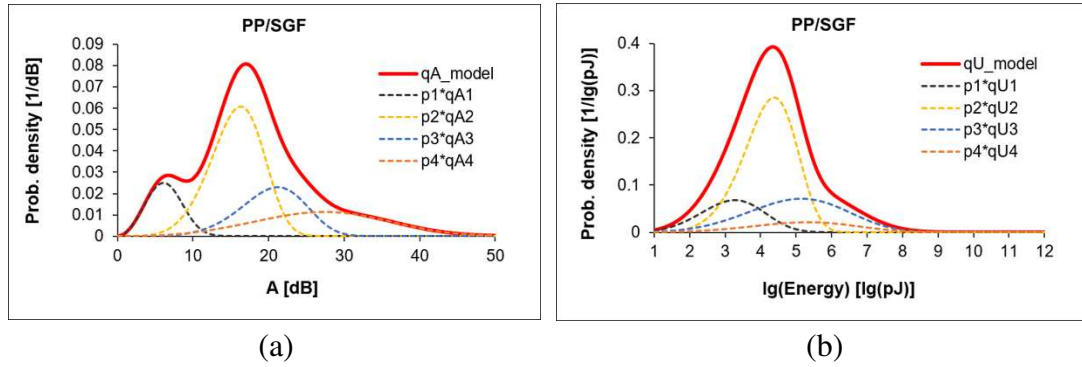 PP/SGF
0.09
0.08
0.07
0.06
0.05
0.04
0.03
0.02
0.01
0
Prob. density [1/dB]
qA_model
p1*qA1
p2*qA2
p3*qA3
p4*qA4
0 10 20 30 40 50
A [dB]
(a)
PP/SGF
0.4
0.3
0.2
0.1
0
Prob. density [1/lg(pJ)]
qU_model
p1*qU1
p2*qU2
p3*qU3
p4*qU4
1 2 3 4 5 6 7 8 9 10 11 12
lg(Energy) [lg(pJ)]
(b)